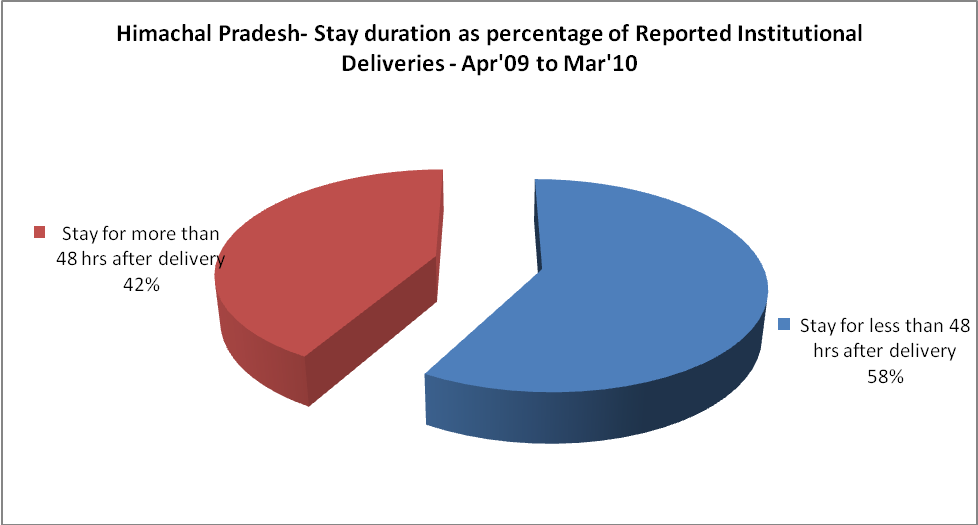 Himachal Pradesh- Stay duration as percentage of Reported Institutional
Deliveries - Apr'09 to Mar'10
Stay for more than
48 hrs after delivery
42%
Stay for less than 48
hrs after delivery
58%